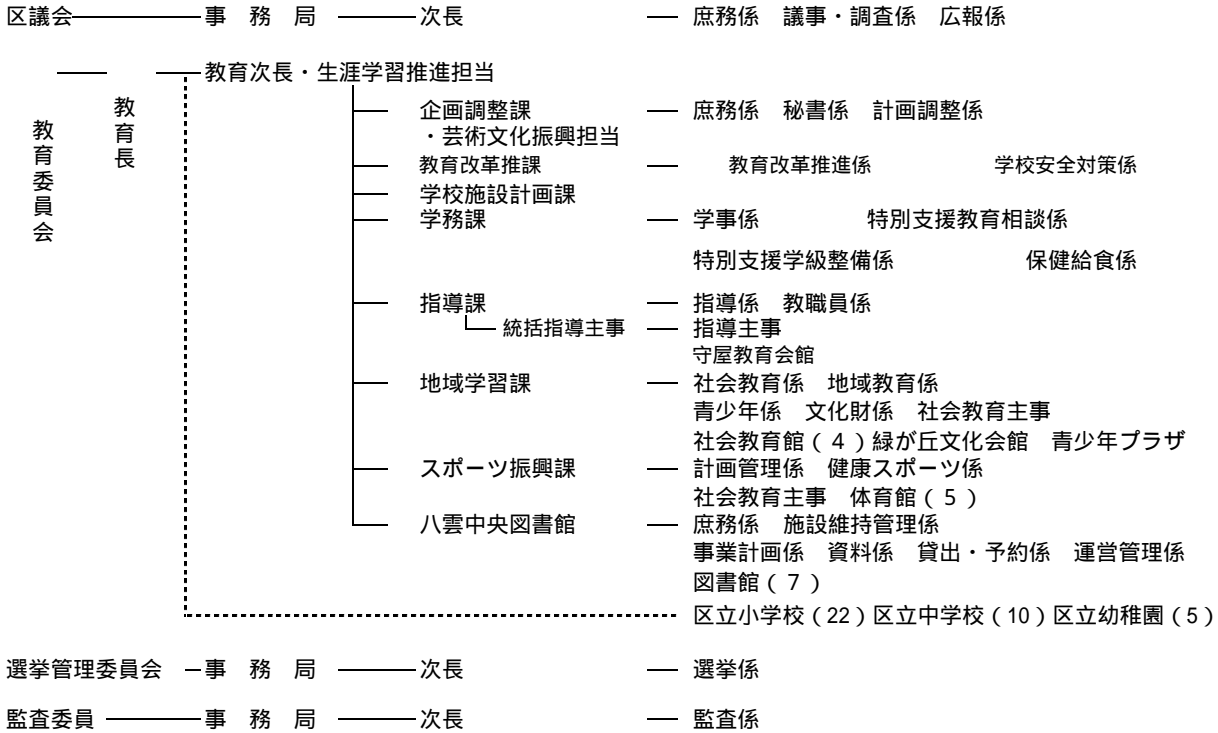 区議会 事 務 局 次長 庶務係 議事・調査係 広報係
教育次長・生涯学習推進担当
教育委員会
教育長
企画調整課 庶務係 秘書係 計画調整係
・芸術文化振興担当
教育改革推課 教育改革推進係 学校安全対策係
学校施設計画課
学務課 学事係 特別支援教育相談係
特別支援学級整備係 保健給食係
指導課 指導係 教職員係
統括指導主事 指導主事
守屋教育会館
地域学習課 社会教育係 地域教育係
青少年係 文化財係 社会教育主事
社会教育館(4)緑が丘文化会館 青少年プラザ
スポーツ振興課 計画管理係 健康スポーツ係
社会教育主事 体育館(5)
八雲中央図書館 庶務係 施設維持管理係
事業計画係 資料係 貸出・予約係 運営管理係
図書館(7)
区立小学校(22)区立中学校(10)区立幼稚園(5)
選挙管理委員会 事 務 局 次長 選挙係
監査委員 事 務 局 次長 監査係